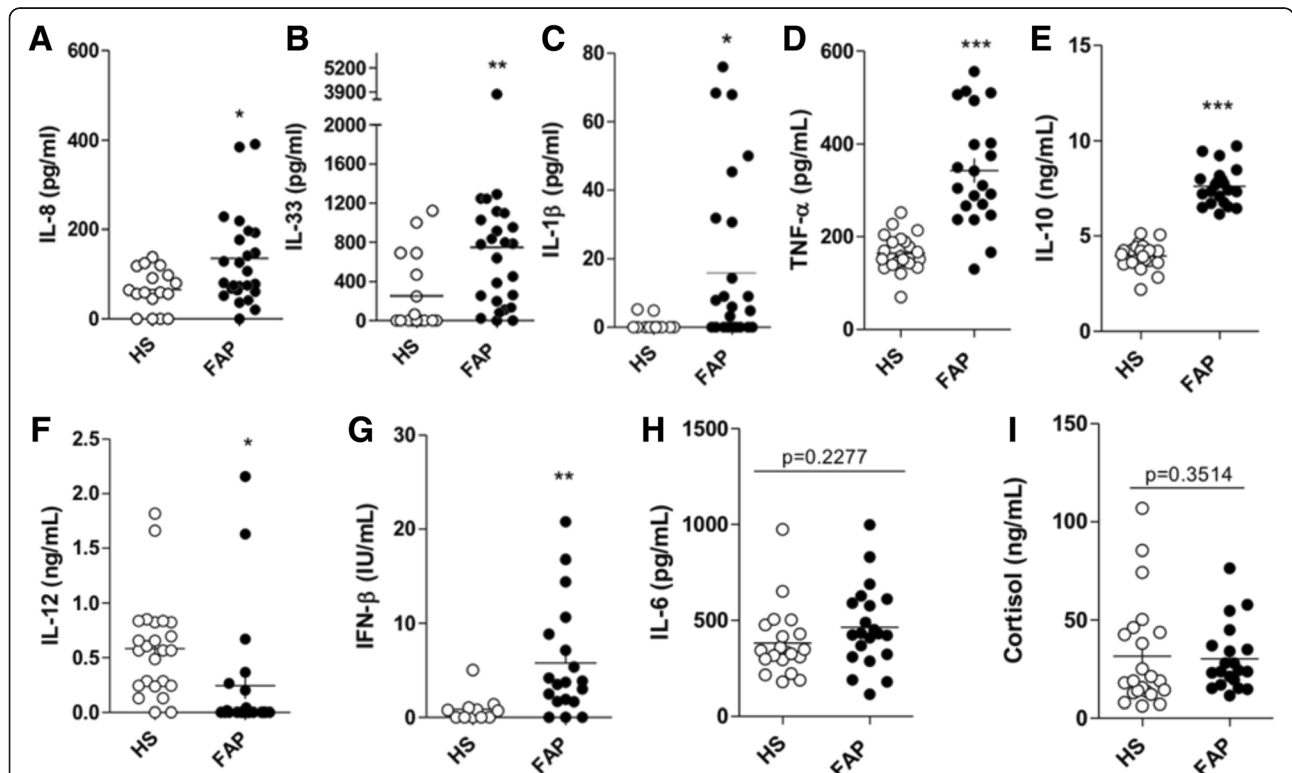 A
IL-8 (pg/ml)
600
400
200
0
*
HS
FAP
B
IL-33 (pg/ml)
5200
3900
2000
1600
1200
800
400
0
**
HS
FAP
C
IL-1β (pg/mL)
80
60
40
20
0
*
HS
FAP
D
TNF-α (pg/mL)
600
400
200
0
***
HS
FAP
E
IL-10 (ng/mL)
15
10
5
0
***
HS
FAP
F
IL-12 (ng/mL)
2.5
2.0
1.5
1.0
0.5
0.0
*
HS
FAP
G
IFN-β (IU/mL)
30
20
10
0
**
HS
FAP
H
IL-6 (pg/mL)
1500
1000
500
0
p=0.2277
HS
FAP
I
Cortisol (ng/mL)
150
100
50
0
p=0.3514
HS
FAP